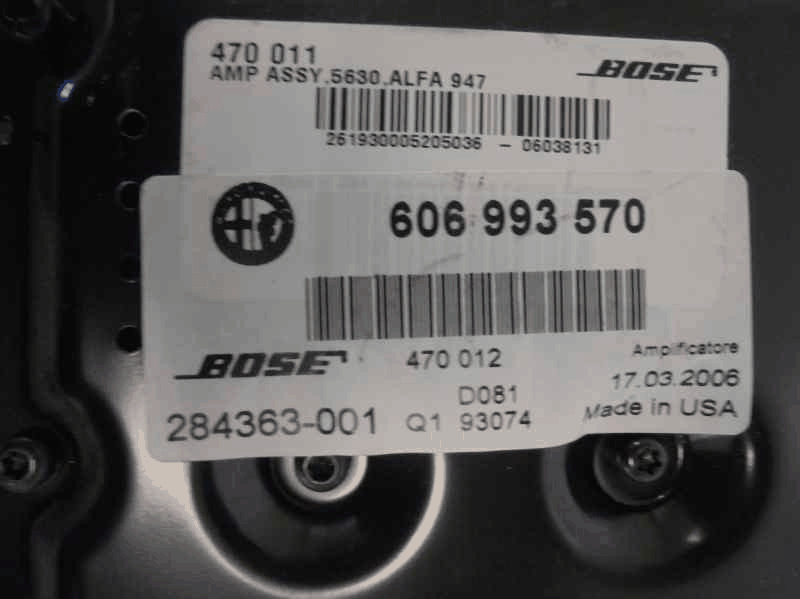 470 011
AMP ASSY.5630.ALFA 947
BOSE
261930005205036 - 06038131
606 993 570
BOSE
470 012
Amplificatore
17.03.2006
D081
284363-001
Q1 93074
Made in USA